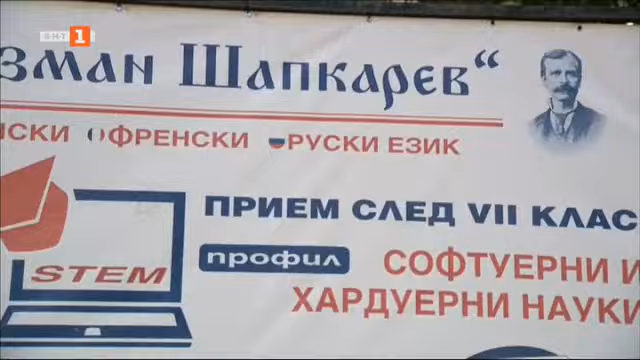 БНТ 1
зман Шапкарев“
нски френски руски език
ПРИЕМ СЛЕД VII КЛАС
STEM
профил
СОФТУЕРНИ И
ХАРДУЕРНИ НАУКИ